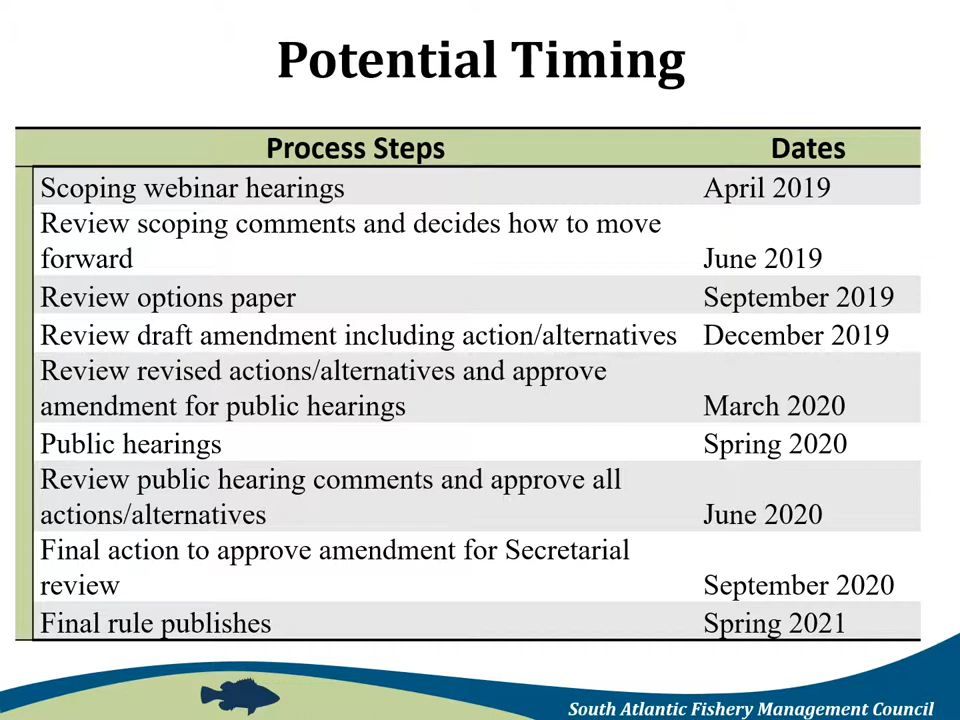 Potential Timing
Process Steps Dates
Scoping webinar hearings April 2019
Review scoping comments and decides how to move
forward June 2019
Review options paper September 2019
Review draft amendment including action/alternatives December 2019
Review revised actions/alternatives and approve
amendment for public hearings March 2020
Public hearings Spring 2020
Review public hearing comments and approve all
actions/alternatives June 2020
Final action to approve amendment for Secretarial
review September 2020
Final rule publishes Spring 2021
South Atlantic Fishery Management Council